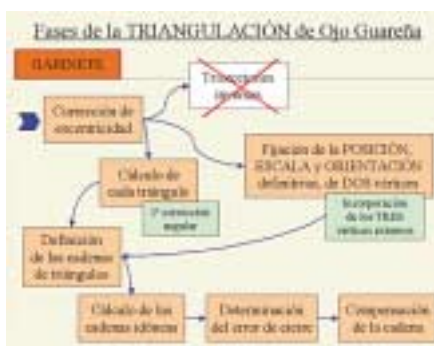 Fases de la TRIANGULACIÓN de Ojo Guareña
GABINETE
Corrección de
excentricidad
Fijación de la POSICIÓN,
ESCALA y ORIENTACIÓN
definitivas, de DOS vértices
Cálculo de
cada triángulo
angular
Incorporación
de los TRES
vértices
Definición
de las cadenas
de triángulos
Cálculo de las
cadenas idóneas
Determinación
del error de cierre
Compensación
de la cadena